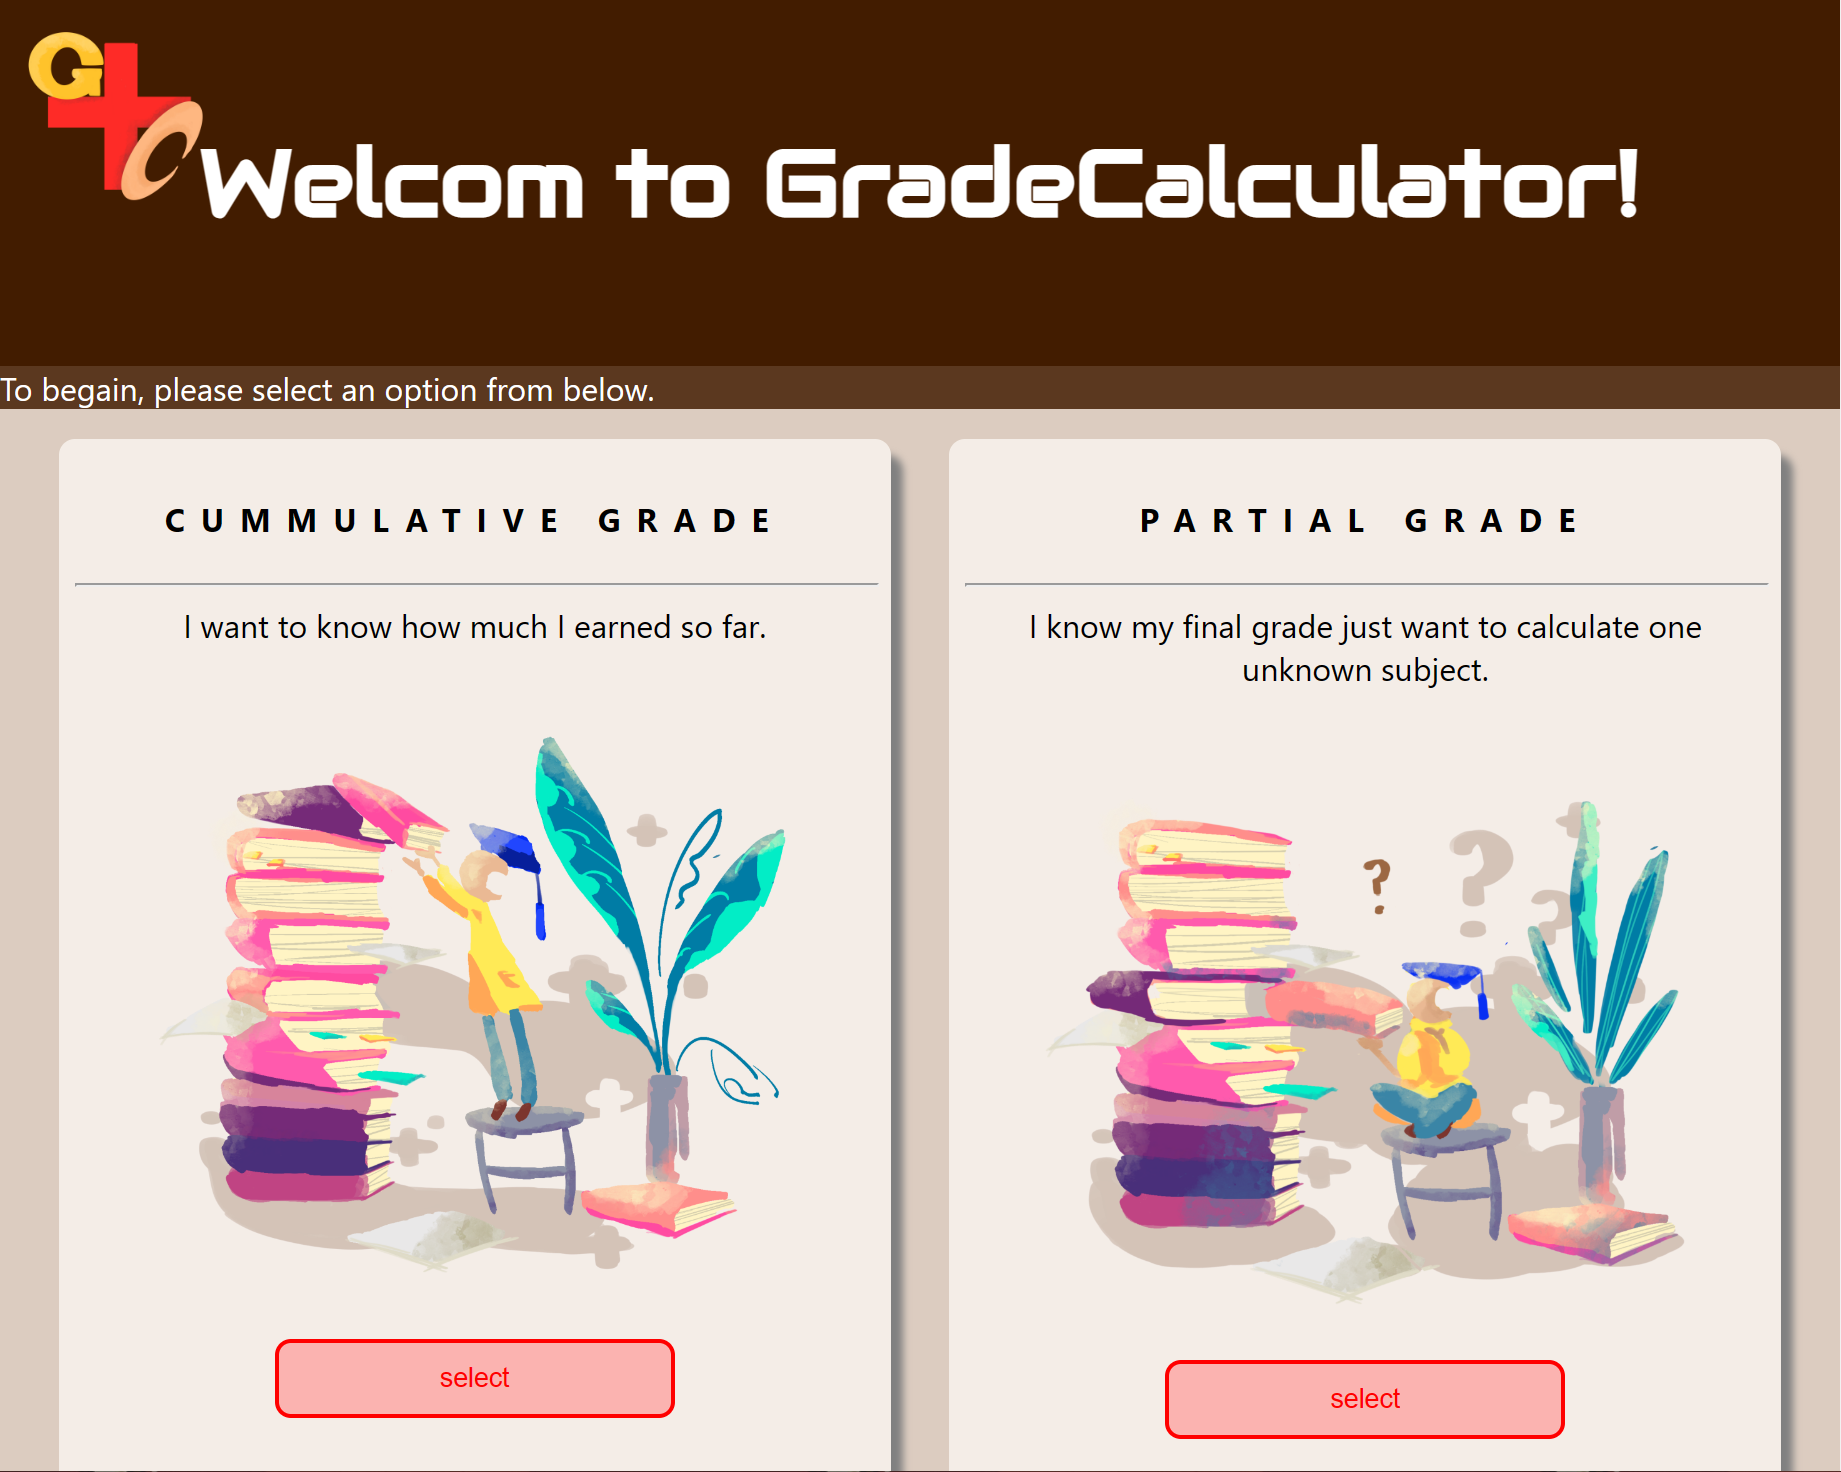 G
C
Welcom to GradeCalculator!
To begain, please select an option from below.
CUMMULATIVE GRADE
I want to know how much I earned so far.
select
PARTIAL GRADE
I know my final grade just want to calculate one
unknown subject.
? ? ?
select